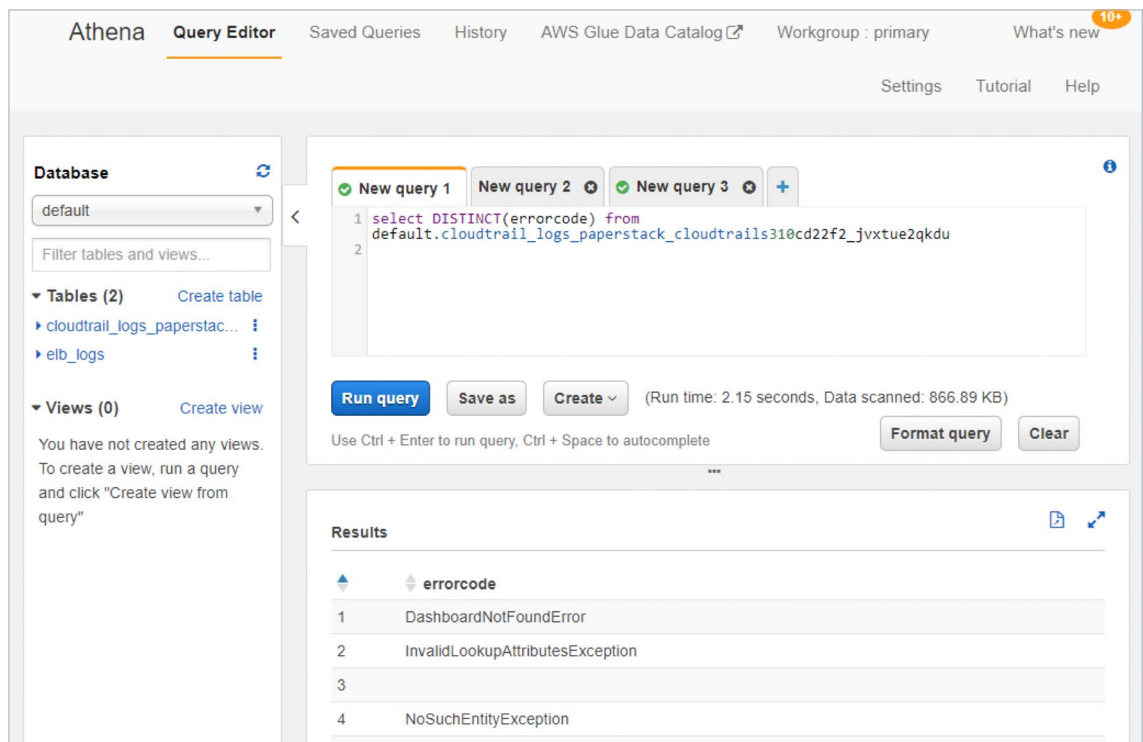 Athena Query Editor Saved Queries History AWS Glue Data Catalog Workgroup : primary What's new 10+
Settings Tutorial Help
Database
default
Filter tables and views...
Tables (2) Create table
cloudtrail_logs_paperstac...
elb_logs
Views (0) Create view
You have not created any views.
To create a view, run a query
and click "Create view from
query"
New query 1 New query 2 New query 3 +
1 select DISTINCT(errorcode) from
default.cloudtrail_logs_paperstack_cloudtrails310cd22f2_jvxtue2qkdu
2
Run query Save as Create (Run time: 2.15 seconds, Data scanned: 866.89 KB)
Use Ctrl + Enter to run query, Ctrl + Space to autocomplete
Format query Clear
Results
errorcode
1 DashboardNotFoundError
2 InvalidLookupAttributesException
3
4 NoSuchEntityException